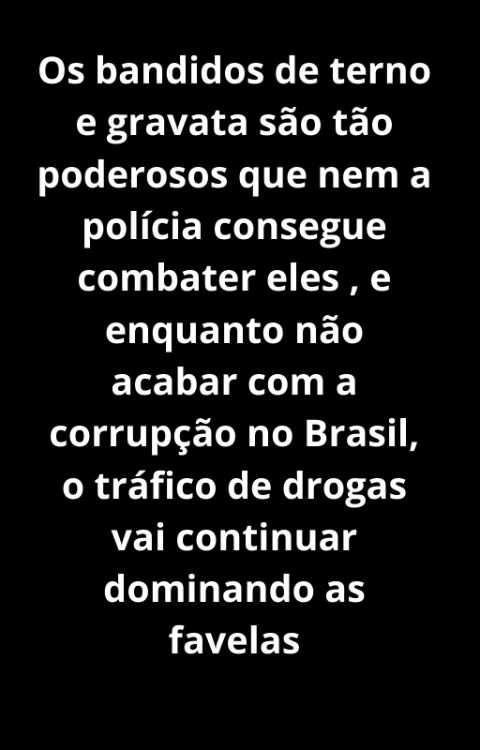 Os bandidos de terno
e gravata são tão
poderosos que nem a
polícia consegue
combater eles , e
enquanto não
acabar com a
corrupção no Brasil,
o tráfico de drogas
vai continuar
dominando as
favelas